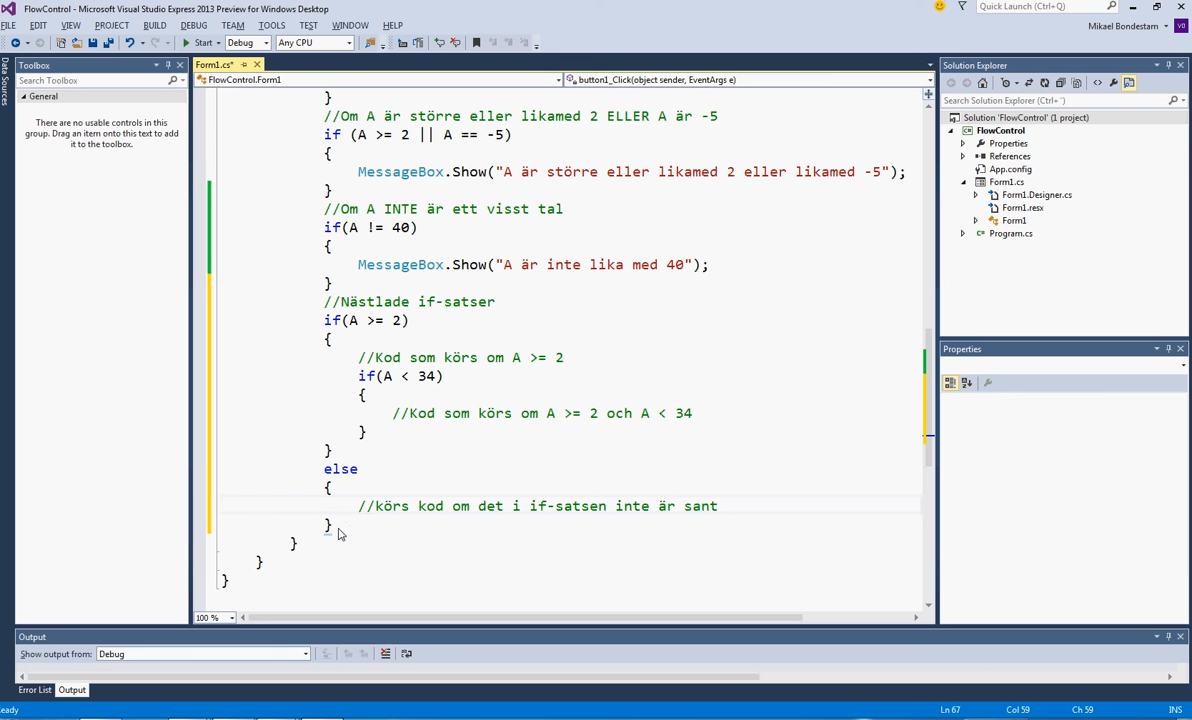 FlowControl - Microsoft Visual Studio Express 2013 Preview for Windows Desktop
Quick Launch (Ctrl+Q)
FILE EDIT VIEW PROJECT BUILD DEBUG TEAM TOOLS TEST WINDOW HELP
Mikael Bondestam
Start Debug Any CPU
Data Sources
Toolbox
Search Toolbox
General
There are no usable controls in this
group. Drag an item onto this text to add
it to the toolbox.
Form1.cs*
FlowControl.Form1
button1_Click(object sender, EventArgs e)
}
//Om A är större eller likamed 2 ELLER A är -5
if (A >= 2 || A == -5)
{
MessageBox.Show("A är större eller likamed 2 eller likamed -5");
}
//Om A INTE är ett visst tal
if(A != 40)
{
MessageBox.Show("A är inte lika med 40");
}
//Nästlade if-satser
if(A >= 2)
{
//Kod som körs om A >= 2
if(A < 34)
{
//Kod som körs om A >= 2 och A < 34
}
}
else
{
//körs kod om det i if-satsen inte är sant
}
}
}
}
100 %
Solution Explorer
Search Solution Explorer (Ctrl+¨)
Solution 'FlowControl' (1 project)
FlowControl
Properties
References
App.config
Form1.cs
Form1.Designer.cs
Form1.resx
Form1
Program.cs
Properties
Output
Show output from: Debug
Error List Output
Ready
Ln 67 Col 59 Ch 59 INS